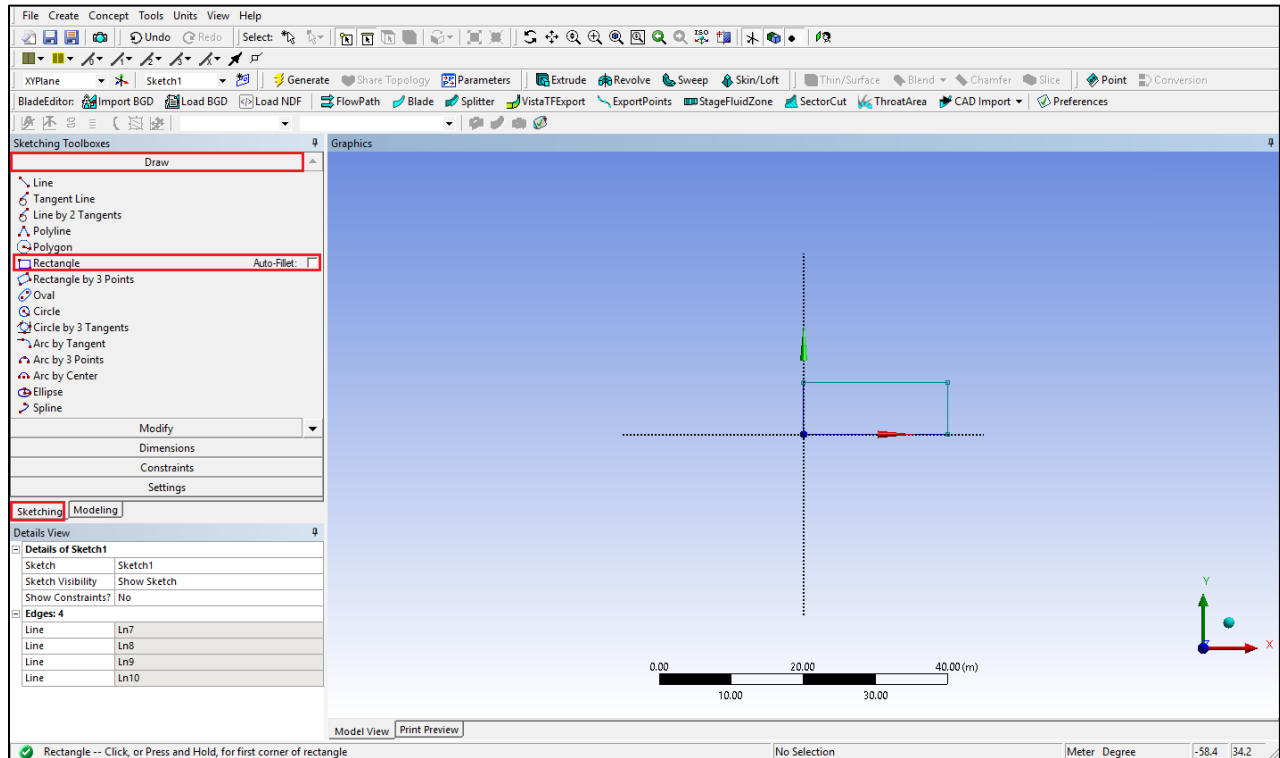 File Create Concept Tools Units View Help
Undo Redo Select: ISO
XYPlane Sketch1 Generate Share Topology Parameters Extrude Revolve Sweep Skin/Loft Thin/Surface Blend Chamfer Slice Point Conversion
BladeEditor: Import BGD Load BGD Load NDF FlowPath Blade Splitter VistaTFExport ExportPoints StageFluidZone SectorCut ThroatArea CAD Import Preferences
Sketching Toolboxes
Draw
Line
Tangent Line
Line by 2 Tangents
Polyline
Polygon
Rectangle Auto-Fillet:
Rectangle by 3 Points
Oval
Circle
Circle by 3 Tangents
Arc by Tangent
Arc by 3 Points
Arc by Center
Ellipse
Spline
Modify
Dimensions
Constraints
Settings
Sketching Modeling
Details View
Details of Sketch1
Sketch Sketch1
Sketch Visibility Show Sketch
Show Constraints? No
Edges: 4
Line Ln7
Line Ln8
Line Ln9
Line Ln10
Graphics
Y
X
0.00 20.00 40.00 (m)
10.00 30.00
Model View Print Preview
Rectangle -- Click, or Press and Hold, for first corner of rectangle No Selection Meter Degree -58.4 34.2